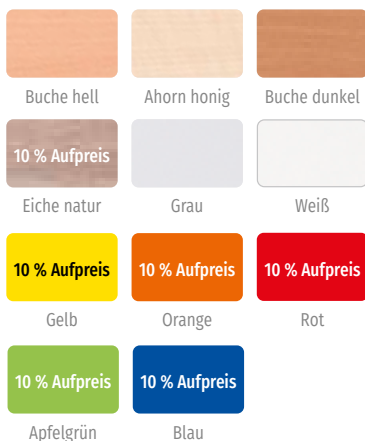 Buche hell
Ahorn honig
Buche dunkel
10 % Aufpreis
Eiche natur
Grau
Weiß
10 % Aufpreis
10 % Aufpreis
10 % Aufpreis
Gelb
Orange
Rot
10 % Aufpreis
10 % Aufpreis
Apfelgrün
Blau